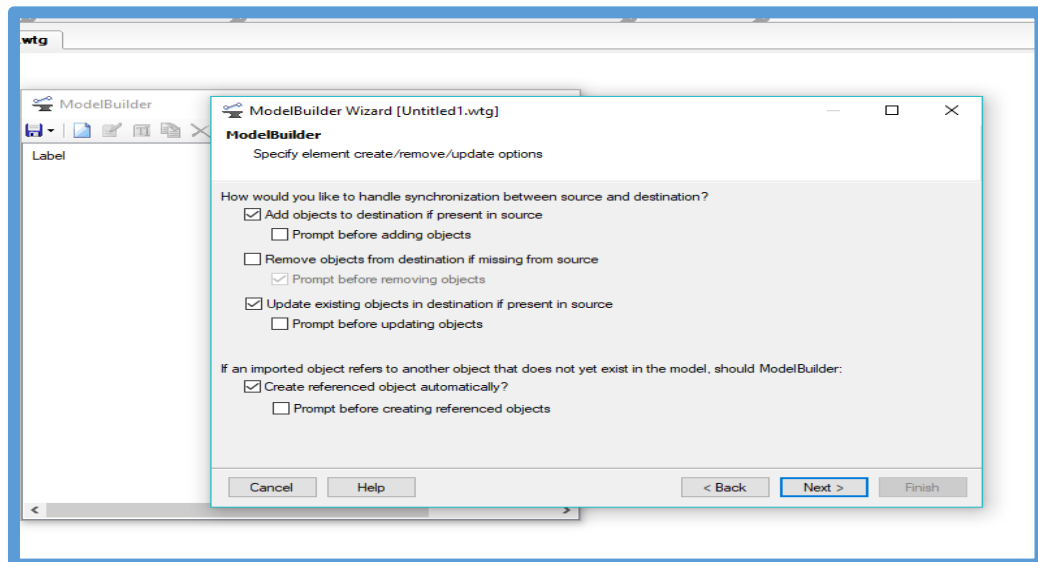 .wtg
ModelBuilder
Label
ModelBuilder Wizard [Untitled1.wtg]
ModelBuilder
Specify element create/remove/update options
How would you like to handle synchronization between source and destination?
Add objects to destination if present in source
Prompt before adding objects
Remove objects from destination if missing from source
Prompt before removing objects
Update existing objects in destination if present in source
Prompt before updating objects
If an imported object refers to another object that does not yet exist in the model, should ModelBuilder:
Create referenced object automatically?
Prompt before creating referenced objects
Cancel Help < Back Next > Finish